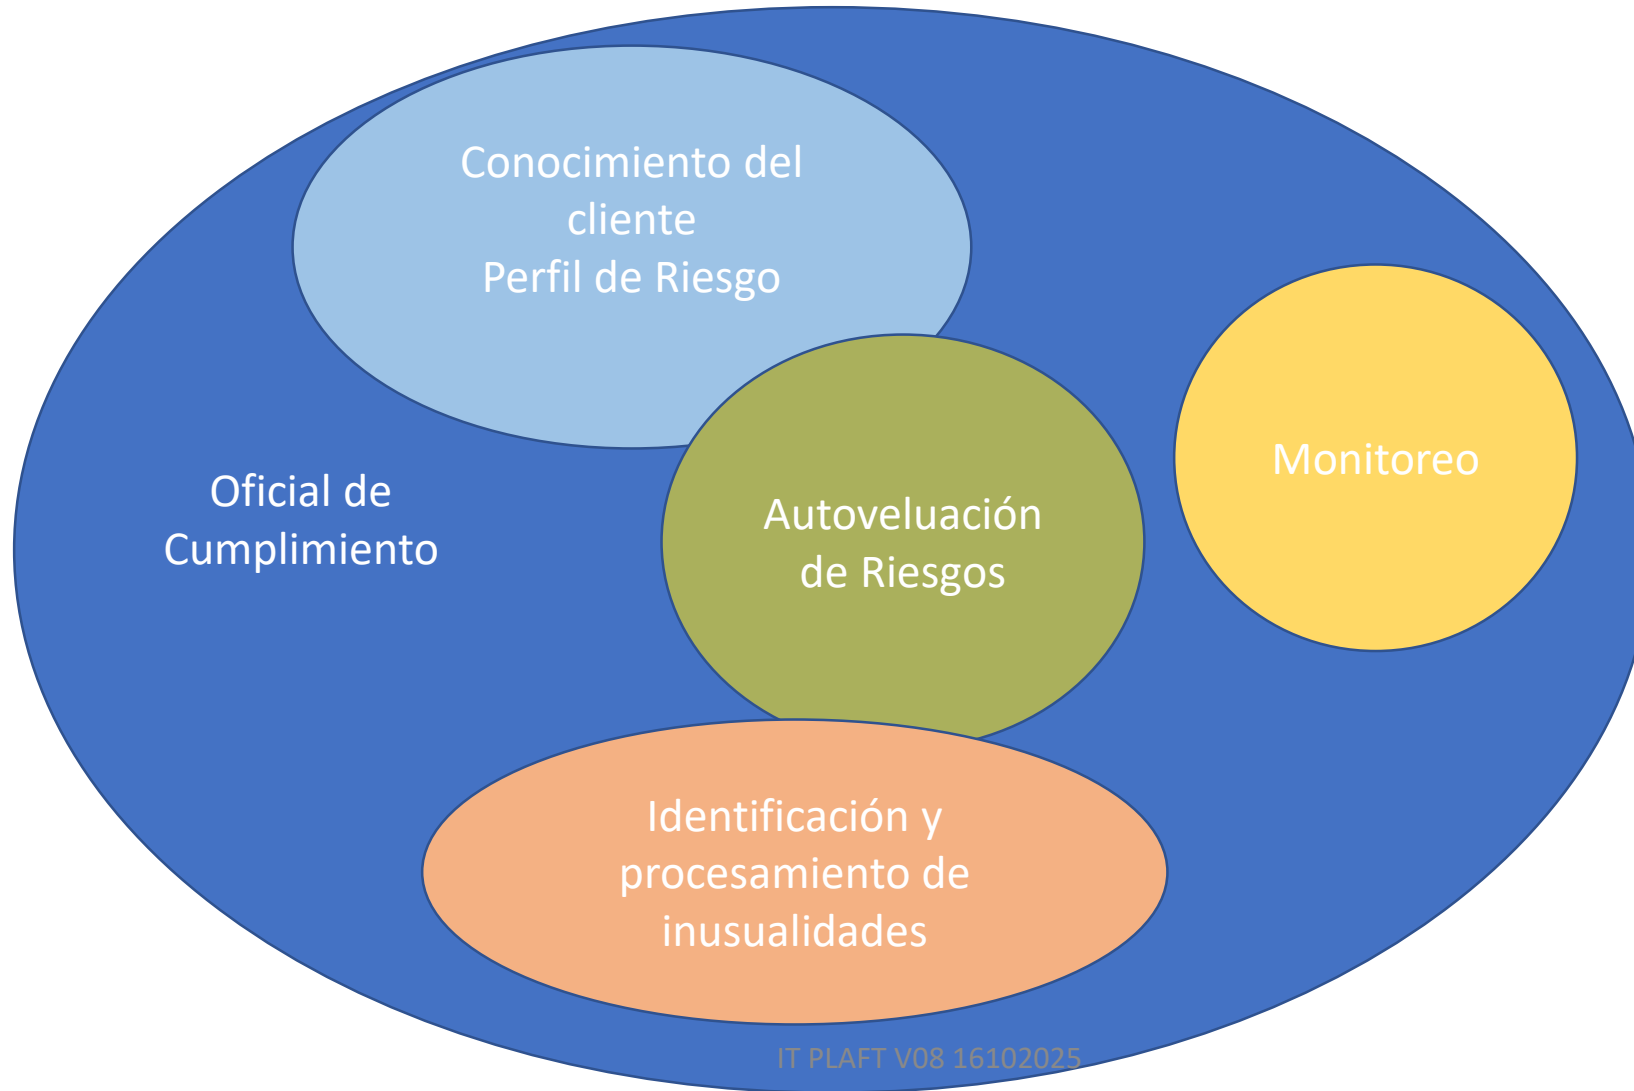 Conocimiento del
cliente
Perfil de Riesgo
Monitoreo
Oficial de
Cumplimiento
Autoveluación
de Riesgos
Identificación y
procesamiento de
inusualidades
IT PLAFT V08 16102025